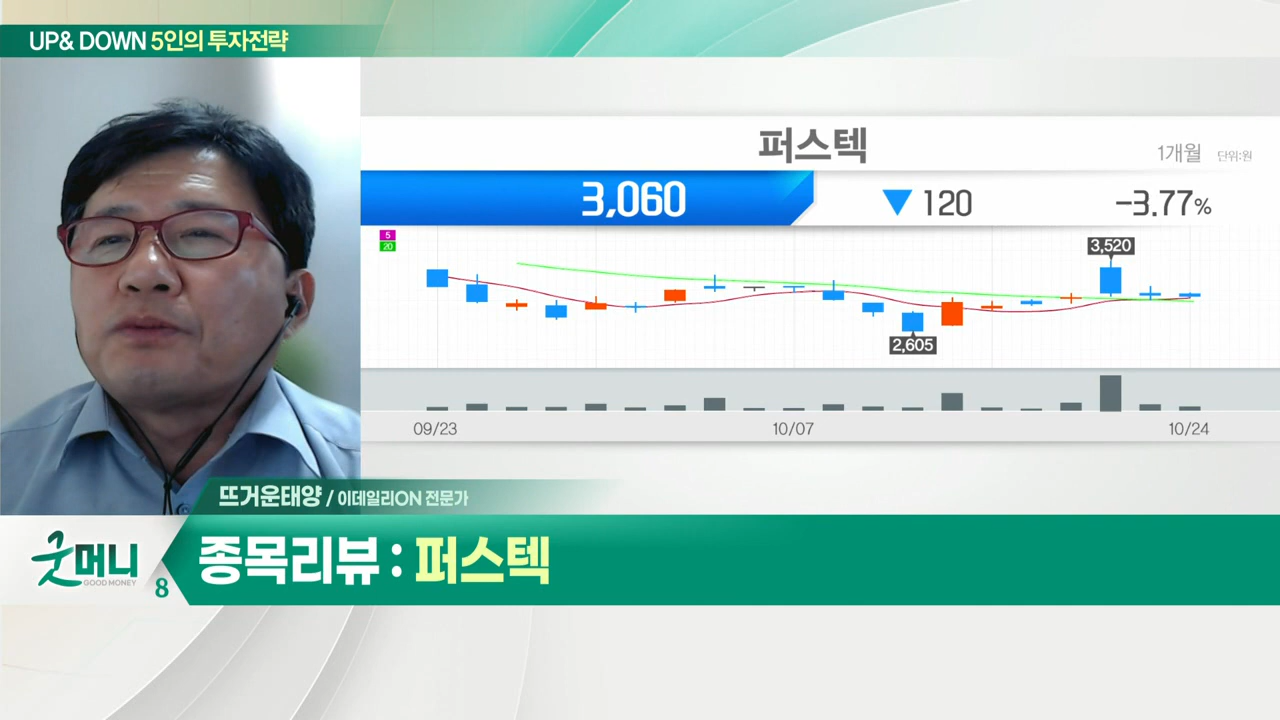 UP& DOWN 5인의 투자전략
퍼스텍
1개월 단위:원
3,060 ▼ 120 -3.77%
5
20
3,520
2,605
09/23 10/07 10/24
뜨거운태양 / 이데일리ON 전문가
굿머니
GOOD MONEY
8
종목리뷰 : 퍼스텍